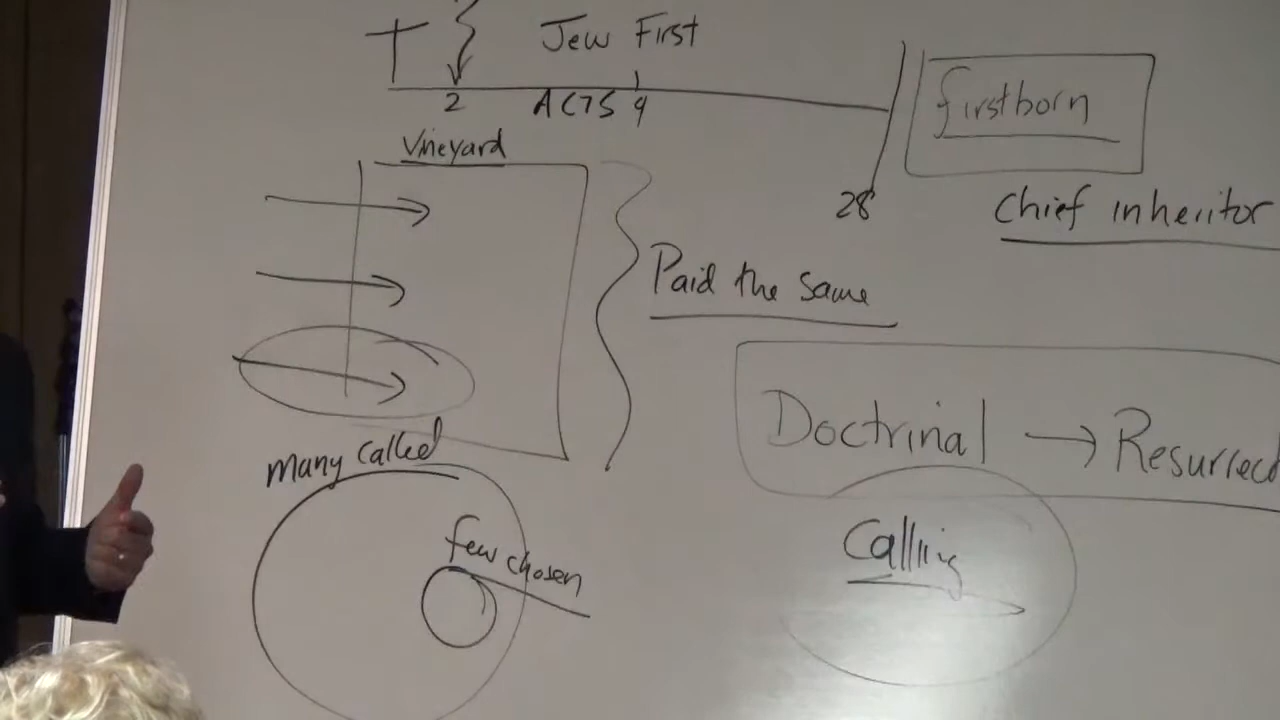 Jew First
2 ACTS 9
28
firstborn
Chief inheritor
Vineyard
Paid the same
Doctrinal → Resurrect
Many called
few chosen
Calling